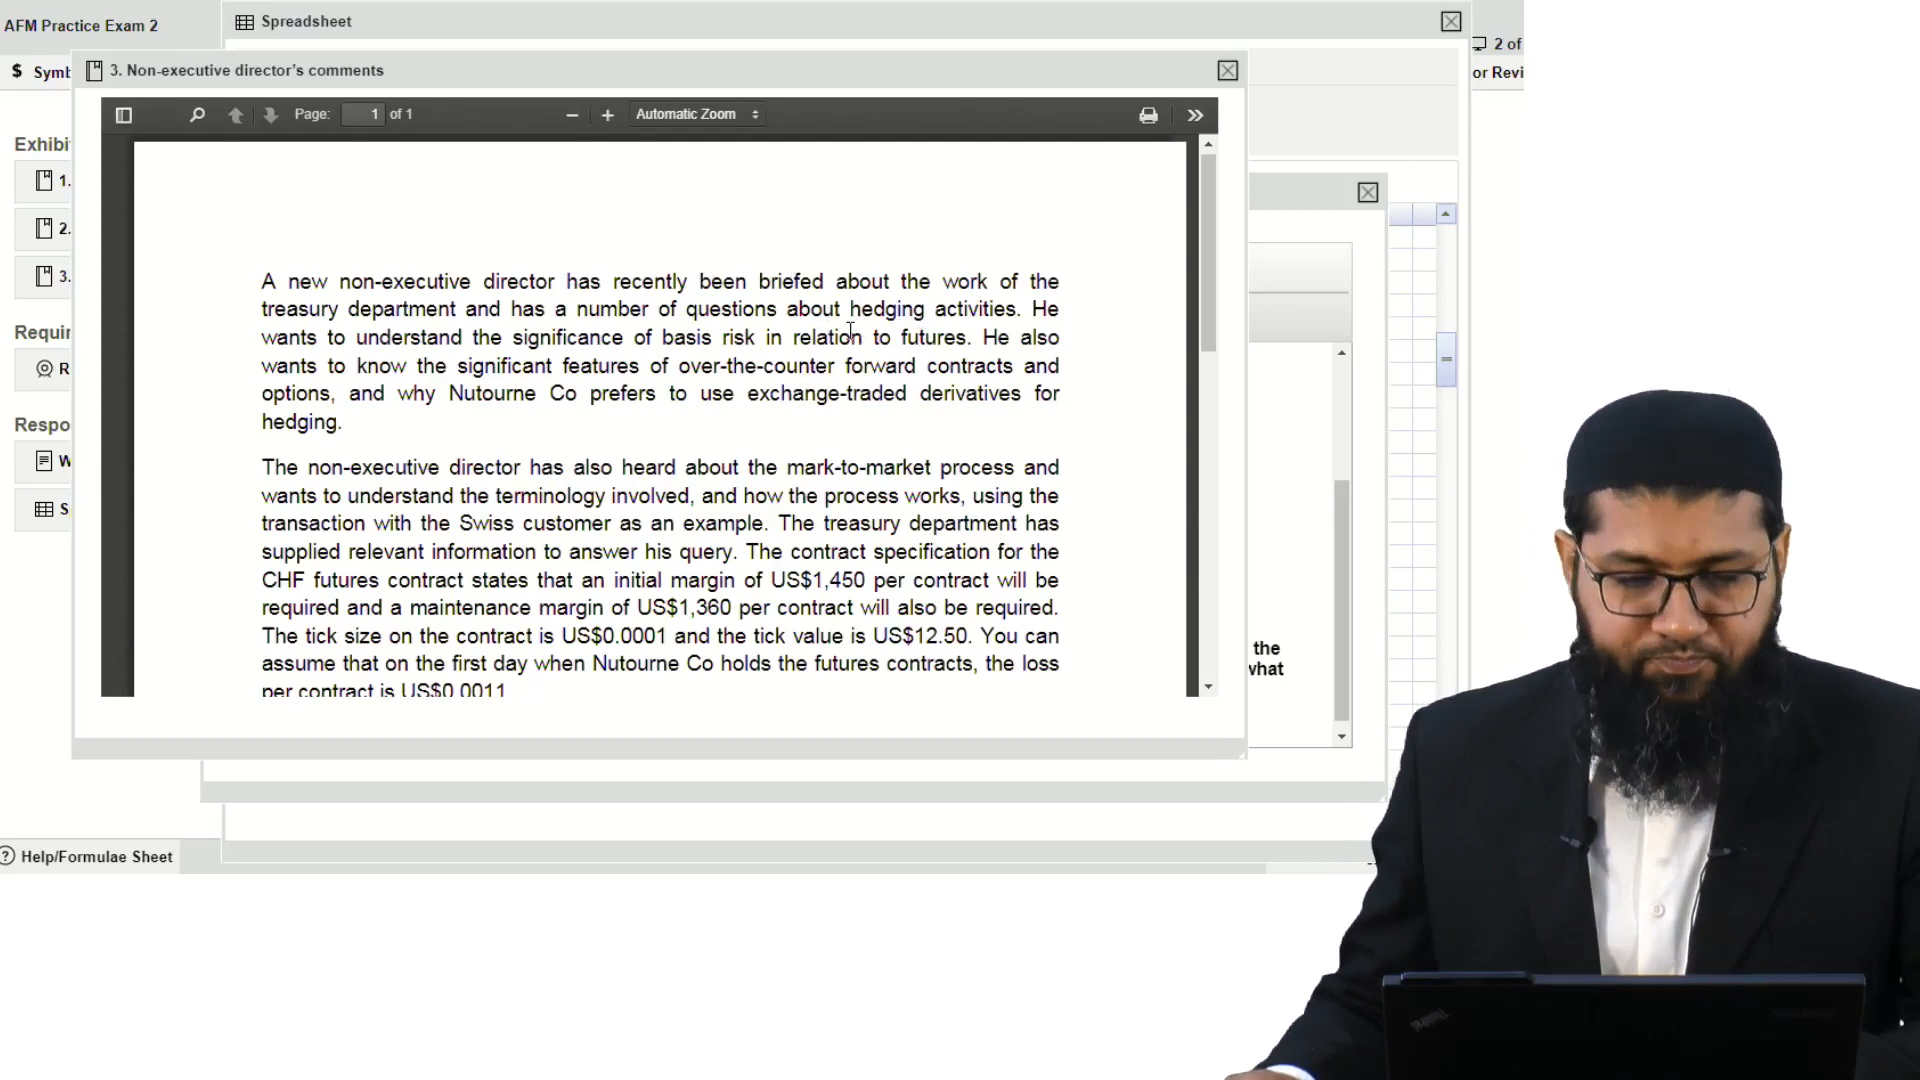 AFM Practice Exam 2
Spreadsheet
2 of
$ Symb
or Revi
3. Non-executive director's comments
Page: 1 of 1
Automatic Zoom
Exhibi
1.
2.
3.
Requir
R
Respo
W
S
A new non-executive director has recently been briefed about the work of the
treasury department and has a number of questions about hedging activities. He
wants to understand the significance of basis risk in relation to futures. He also
wants to know the significant features of over-the-counter forward contracts and
options, and why Nutourne Co prefers to use exchange-traded derivatives for
hedging.
The non-executive director has also heard about the mark-to-market process and
wants to understand the terminology involved, and how the process works, using the
transaction with the Swiss customer as an example. The treasury department has
supplied relevant information to answer his query. The contract specification for the
CHF futures contract states that an initial margin of US$1,450 per contract will be
required and a maintenance margin of US$1,360 per contract will also be required.
The tick size on the contract is US$0.0001 and the tick value is US$12.50. You can
assume that on the first day when Nutourne Co holds the futures contracts, the loss
per contract is US$0.0011
the
what
Help/Formulae Sheet